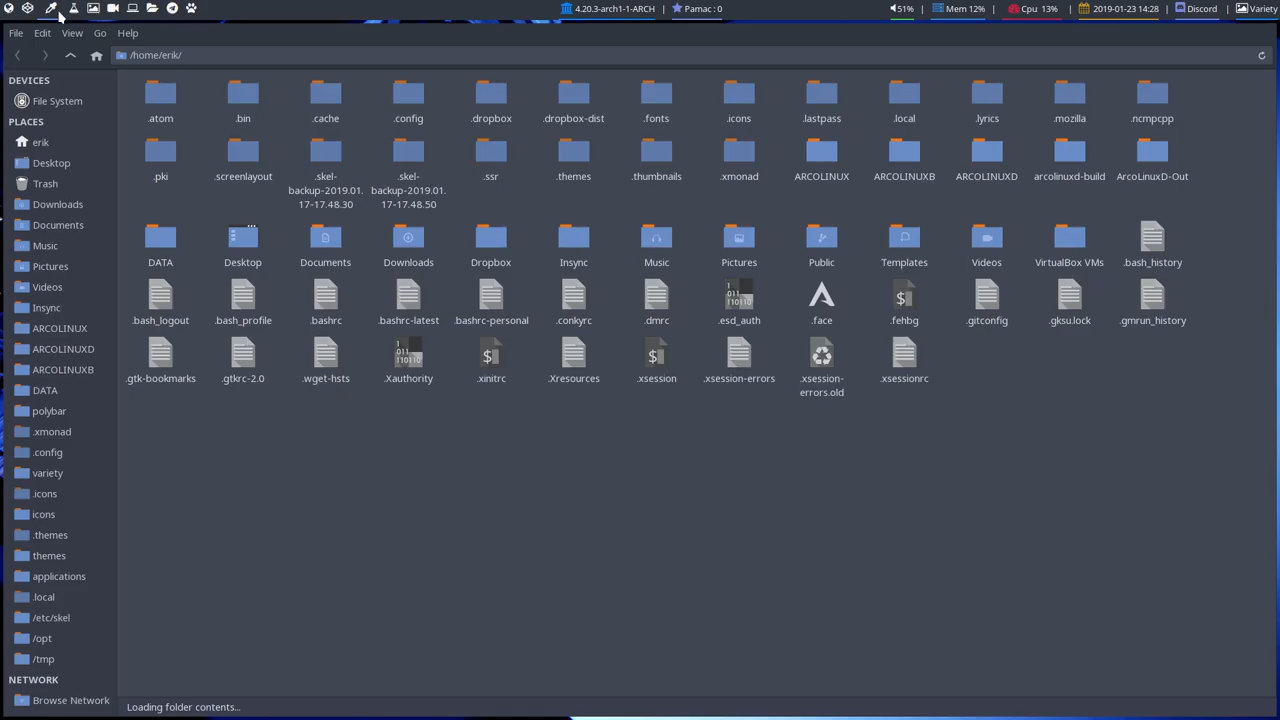 4.20.3-arch1-1-ARCH | Pamac : 0
51% | Mem 12% | Cpu 13% | 2019-01-23 14:28 | Discord | Variety
File Edit View Go Help
/home/erik/
DEVICES
File System
PLACES
erik
Desktop
Trash
Downloads
Documents
Music
Pictures
Videos
Insync
ARCOLINUX
ARCOLINUXD
ARCOLINUXB
DATA
polybar
.xmonad
.config
variety
.icons
icons
.themes
themes
applications
.local
/etc/skel
/opt
/tmp
NETWORK
Browse Network
.atom .bin .cache .config .dropbox .dropbox-dist .fonts .icons .lastpass .local .lyrics .mozilla .ncmpcpp
.pki .screenlayout .skel- .skel- .ssr .themes .thumbnails .xmonad ARCOLINUX ARCOLINUXB ARCOLINUXD arcolinuxd-build ArcoLinuxD-Out
backup-2019.01. backup-2019.01.
17-17.48.30 17-17.48.50
DATA Desktop Documents Downloads Dropbox Insync Music Pictures Public Templates Videos VirtualBox VMs .bash_history
.bash_logout .bash_profile .bashrc .bashrc-latest .bashrc-personal .conkyrc .dmrc .esd_auth .face .fehbg .gitconfig .gksu.lock .gmrun_history
.gtk-bookmarks .gtkrc-2.0 .wget-hsts .Xauthority .xinitrc .Xresources .xsession .xsession-errors .xsession- .xsessionrc
errors.old
Loading folder contents...